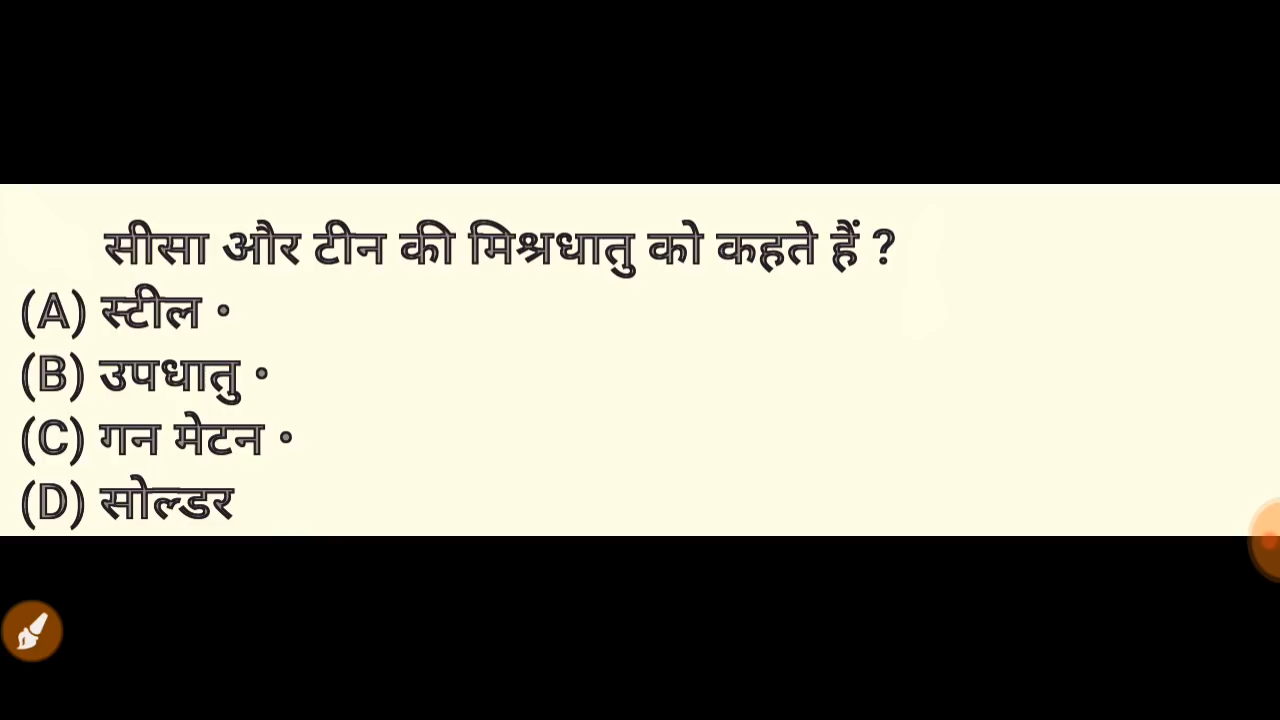 सीसा और टीन की मिश्रधातु को कहते हैं ?
(A) स्टील •
(B) उपधातु •
(C) गन मेटन •
(D) सोल्डर